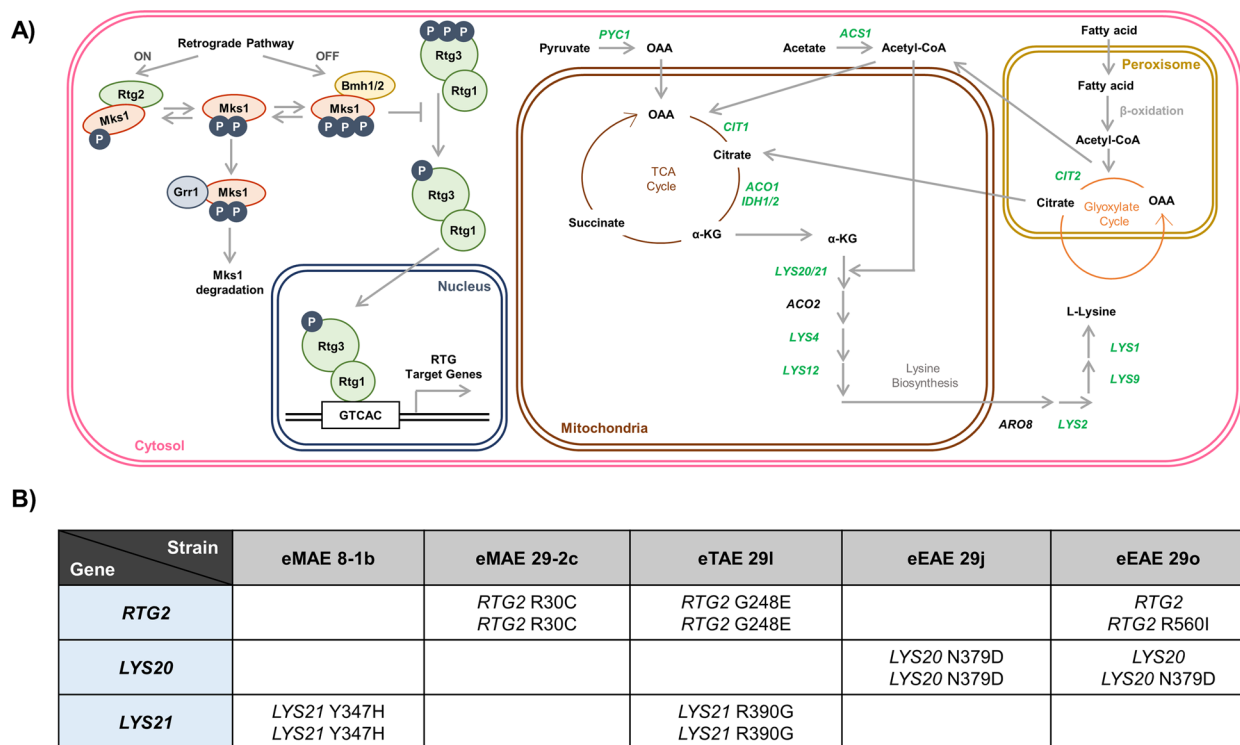 A)
Retrograde Pathway
ON
OFF
Rtg2
Mks1
P
Mks1
P P
Bmh1/2
Mks1
P P P
Grr1
Mks1
P P
Mks1
degradation
P P P
Rtg3
Rtg1
P
Rtg3
Rtg1
Nucleus
P
Rtg3
Rtg1
GTCAC
RTG
Target Genes
Cytosol
Pyruvate
PYC1
OAA
Acetate
ACS1
Acetyl-CoA
OAA
CIT1
Citrate
TCA
Cycle
ACO1
IDH1/2
Succinate
α-KG
α-KG
LYS20/21
ACO2
LYS4
LYS12
Lysine
Biosynthesis
Mitochondria
ARO8
LYS2
LYS9
LYS1
L-Lysine
Fatty acid
Peroxisome
Fatty acid
β-oxidation
Acetyl-CoA
CIT2
Citrate
OAA
Glyoxylate
Cycle
B)
Strain
Gene
eMAE 8-1b
eMAE 29-2c
eTAE 29l
eEAE 29j
eEAE 29o
RTG2
RTG2 R30C
RTG2 R30C
RTG2 G248E
RTG2 G248E
RTG2
RTG2 R560I
LYS20
LYS20 N379D
LYS20 N379D
LYS20
LYS20 N379D
LYS21
LYS21 Y347H
LYS21 Y347H
LYS21 R390G
LYS21 R390G